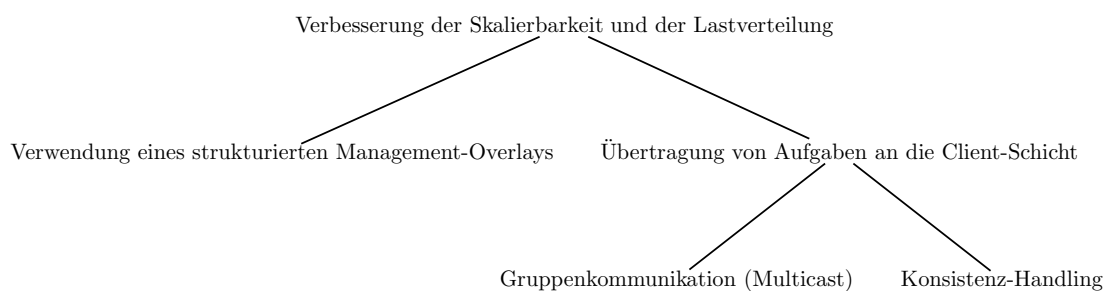 Verbesserung der Skalierbarkeit und der Lastverteilung
Verwendung eines strukturierten Management-Overlays
Übertragung von Aufgaben an die Client-Schicht
Gruppenkommunikation (Multicast)
Konsistenz-Handling